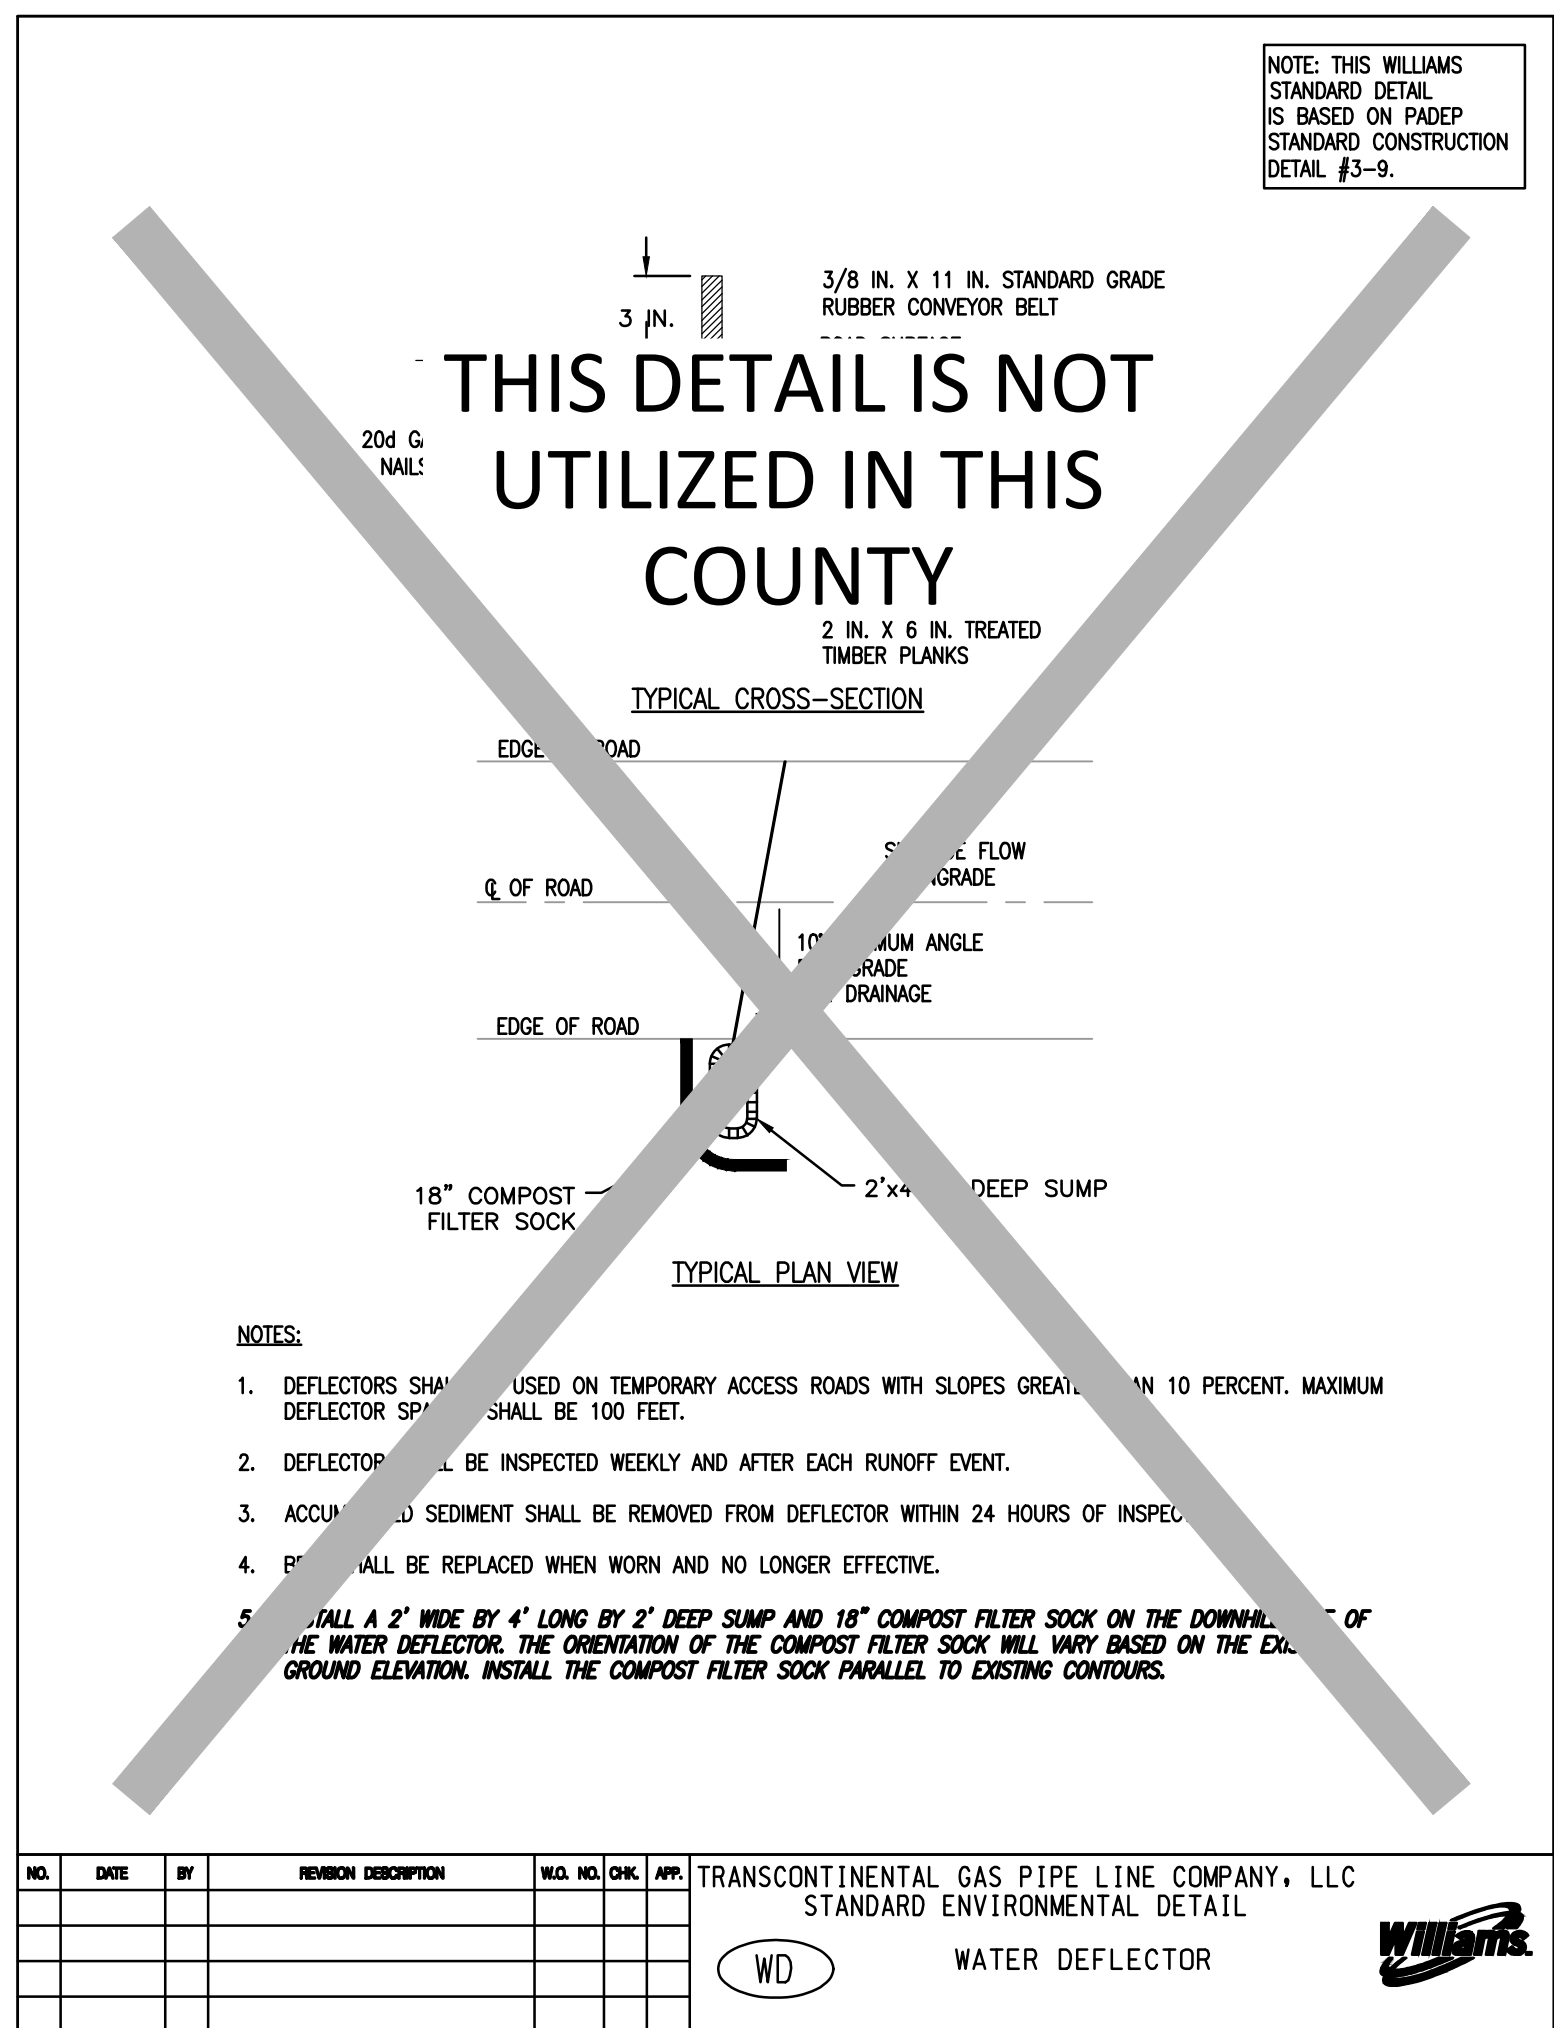 NOTE: THIS WILLIAMS
STANDARD DETAIL
IS BASED ON PADEP
STANDARD CONSTRUCTION
DETAIL #3-9.
3/8 IN. X 11 IN. STANDARD GRADE
RUBBER CONVEYOR BELT
3 IN.
THIS DETAIL IS NOT
UTILIZED IN THIS
COUNTY
20d
2 IN. X 6 IN. TREATED
TIMBER PLANKS
TYPICAL CROSS-SECTION
EDGE ROAD
FLOW
℄ OF ROAD
ANGLE
DRAINAGE
EDGE OF ROAD
18" COMPOST
FILTER SOCK
DEEP SUMP
TYPICAL PLAN VIEW
NOTES:
1. DEFLECTORS USED ON TEMPORARY ACCESS ROADS WITH SLOPES 10 PERCENT. MAXIMUM
DEFLECTOR SHALL BE 100 FEET.
2. DEFLECTOR BE INSPECTED WEEKLY AND AFTER EACH RUNOFF EVENT.
3. SEDIMENT SHALL BE REMOVED FROM DEFLECTOR WITHIN 24 HOURS OF
4. BE REPLACED WHEN WORN AND NO LONGER EFFECTIVE.
5. A 2' WIDE BY 4' LONG BY 2' DEEP SUMP AND 18" COMPOST FILTER SOCK ON THE OF
WATER DEFLECTOR. THE ORIENTATION OF THE COMPOST FILTER SOCK WILL VARY BASED ON THE
GROUND ELEVATION. INSTALL THE COMPOST FILTER SOCK PARALLEL TO EXISTING CONTOURS.
NO. DATE BY REVISION DESCRIPTION W.O. NO. CHK. APP.
TRANSCONTINENTAL GAS PIPE LINE COMPANY, LLC
STANDARD ENVIRONMENTAL DETAIL
WD
WATER DEFLECTOR
Williams.